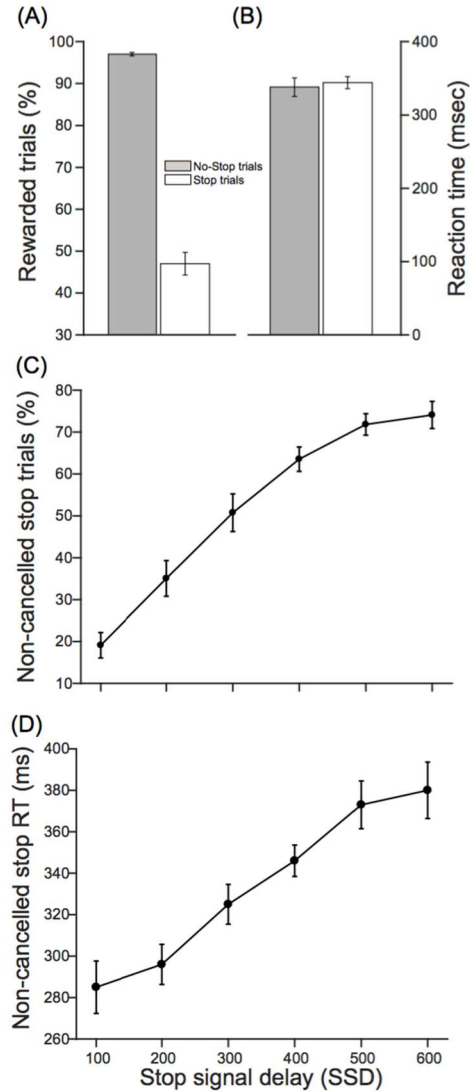 (A)
(B)
Rewarded trials (%)
100
90
80
70
60
50
40
30
No-Stop trials
Stop trials
400
300
200
100
0
Reaction time (msec)
(C)
Non-cancelled stop trials (%)
80
70
60
50
40
30
20
10
(D)
Non-cancelled stop RT (ms)
400
380
360
340
320
300
280
260
100 200 300 400 500 600
Stop signal delay (SSD)